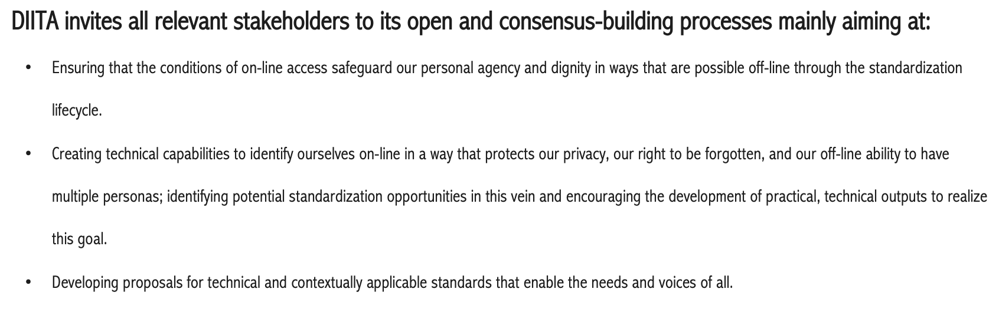 DIITA invites all relevant stakeholders to its open and consensus-building processes mainly aiming at:
• Ensuring that the conditions of on-line access safeguard our personal agency and dignity in ways that are possible off-line through the standardization
lifecycle.
• Creating technical capabilities to identify ourselves on-line in a way that protects our privacy, our right to be forgotten, and our off-line ability to have
multiple personas; identifying potential standardization opportunities in this vein and encouraging the development of practical, technical outputs to realize
this goal.
• Developing proposals for technical and contextually applicable standards that enable the needs and voices of all.